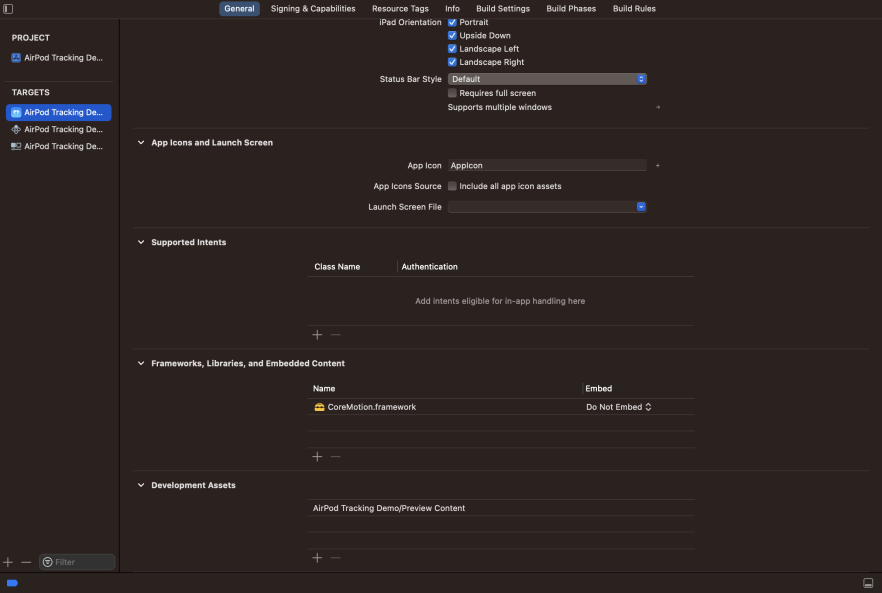 General Signing & Capabilities Resource Tags Info Build Settings Build Phases Build Rules
PROJECT
AirPod Tracking De...
TARGETS
AirPod Tracking De...
AirPod Tracking De...
AirPod Tracking De...
Filter
iPad Orientation Portrait
Upside Down
Landscape Left
Landscape Right
Status Bar Style Default
Requires full screen
Supports multiple windows
App Icons and Launch Screen
App Icon AppIcon
App Icons Source Include all app icon assets
Launch Screen File
Supported Intents
Class Name Authentication
Add intents eligible for in-app handling here
Frameworks, Libraries, and Embedded Content
Name Embed
CoreMotion.framework Do Not Embed
Development Assets
AirPod Tracking Demo/Preview Content